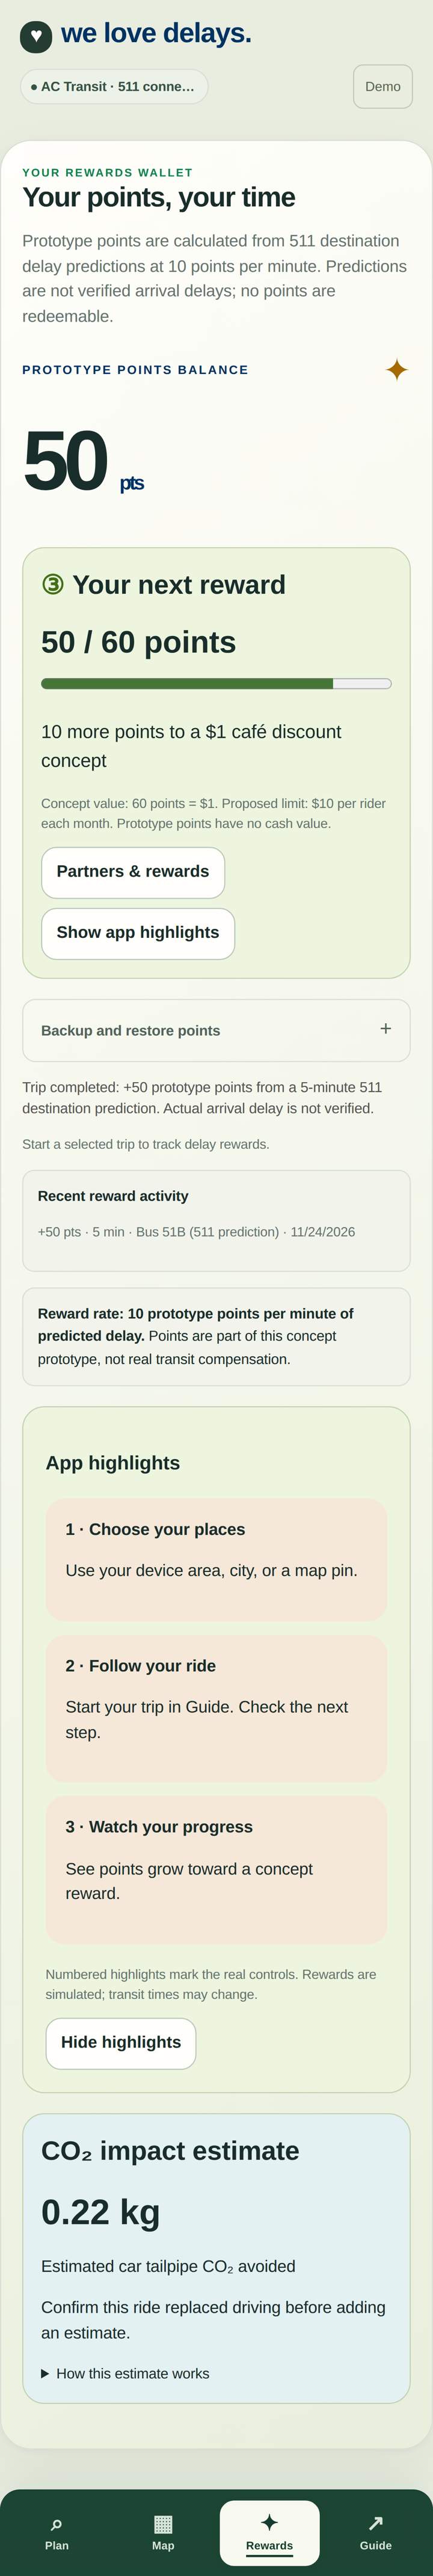 we love delays.
● AC Transit · 511 conne...
Demo
YOUR REWARDS WALLET
Your points, your time
Prototype points are calculated from 511 destination
delay predictions at 10 points per minute. Predictions
are not verified arrival delays; no points are
redeemable.
PROTOTYPE POINTS BALANCE
50 pts
③ Your next reward
50 / 60 points
10 more points to a $1 café discount
concept
Concept value: 60 points = $1. Proposed limit: $10 per rider
each month. Prototype points have no cash value.
Partners & rewards
Show app highlights
Backup and restore points +
Trip completed: +50 prototype points from a 5-minute 511
destination prediction. Actual arrival delay is not verified.
Start a selected trip to track delay rewards.
Recent reward activity
+50 pts · 5 min · Bus 51B (511 prediction) · 11/24/2026
Reward rate: 10 prototype points per minute of
predicted delay. Points are part of this concept
prototype, not real transit compensation.
App highlights
1 · Choose your places
Use your device area, city, or a map pin.
2 · Follow your ride
Start your trip in Guide. Check the next
step.
3 · Watch your progress
See points grow toward a concept
reward.
Numbered highlights mark the real controls. Rewards are
simulated; transit times may change.
Hide highlights
CO₂ impact estimate
0.22 kg
Estimated car tailpipe CO₂ avoided
Confirm this ride replaced driving before adding
an estimate.
▶ How this estimate works
Plan
Map
Rewards
Guide